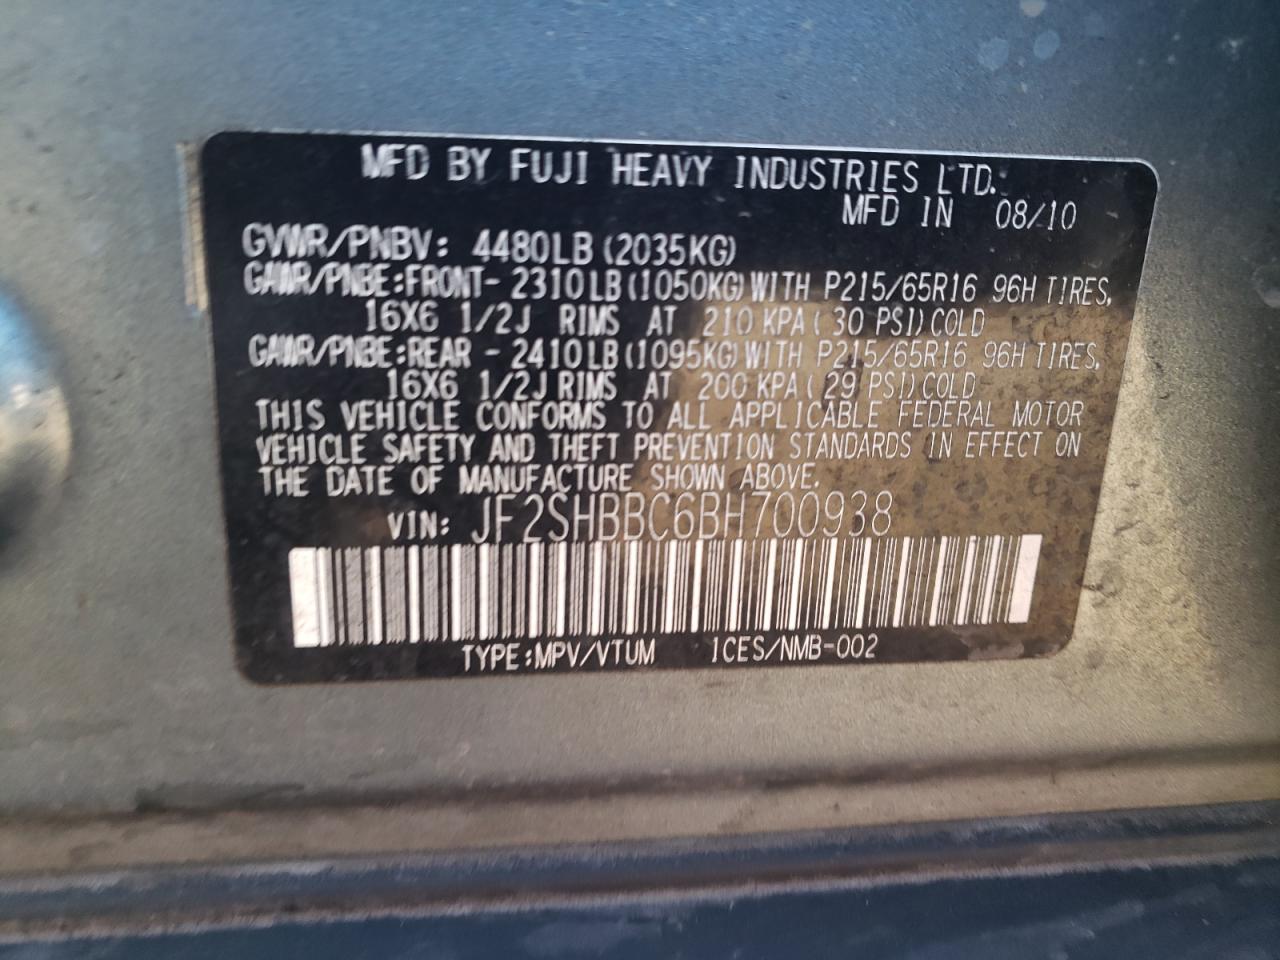 MFD BY FUJI HEAVY INDUSTRIES LTD.
MFD IN 08/10
GVWR/PNBV: 4480LB (2035KG)
GAWR/PNBE:FRONT- 2310LB (1050KG) WITH P215/65R16 96H TIRES,
16X6 1/2J RIMS AT 210 KPA( 30 PSI) COLD
GAWR/PNBE:REAR - 2410LB (1095KG) WITH P215/65R16 96H TIRES,
16X6 1/2J RIMS AT 200 KPA( 29 PSI) COLD
THIS VEHICLE CONFORMS TO ALL APPLICABLE FEDERAL MOTOR
VEHICLE SAFETY AND THEFT PREVENTION STANDARDS IN EFFECT ON
THE DATE OF MANUFACTURE SHOWN ABOVE.
VIN: JF2SHBBC6BH700938
TYPE:MPV/VTUM 1CES/NMB-002